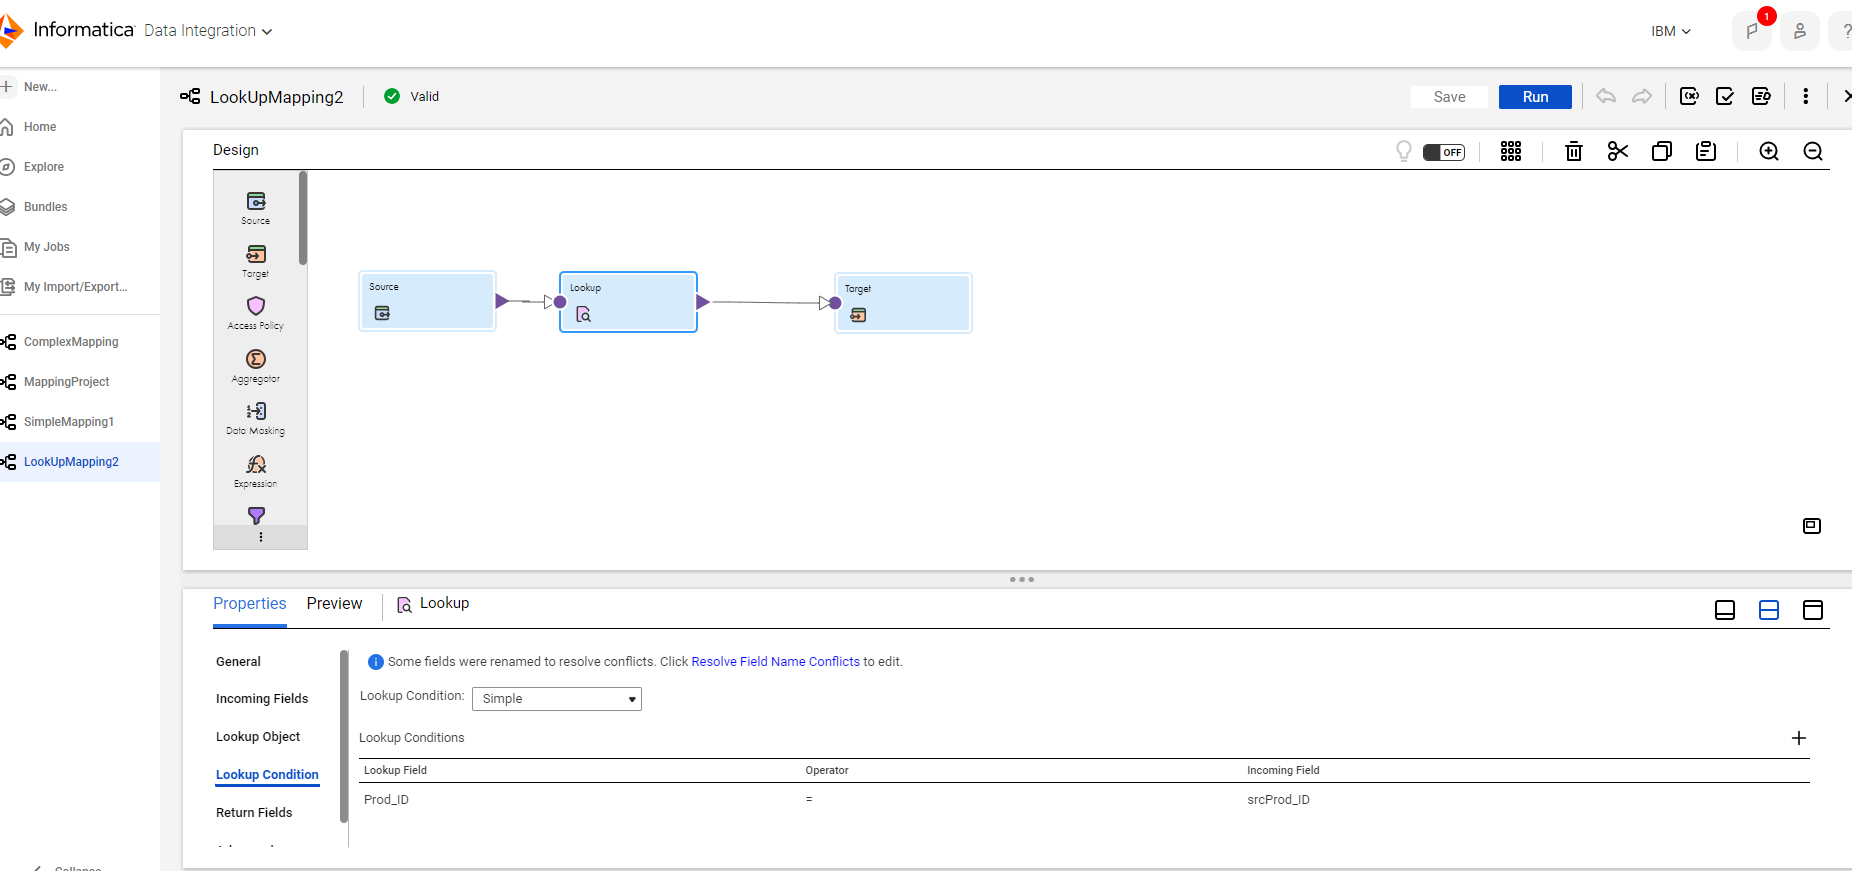 Informatica Data Integration
IBM
1
?
New...
Home
Explore
Bundles
My Jobs
My Import/Export...
ComplexMapping
MappingProject
SimpleMapping1
LookUpMapping2
LookUpMapping2
Valid
Save
Run
Design
OFF
Source
Target
Access Policy
Aggregator
Data Masking
Expression
Source
Lookup
Target
Properties
Preview
Lookup
General
Incoming Fields
Lookup Object
Lookup Condition
Return Fields
Some fields were renamed to resolve conflicts. Click Resolve Field Name Conflicts to edit.
Lookup Condition: Simple
Lookup Conditions
Lookup Field Operator Incoming Field
Prod_ID = srcProd_ID
Collapse